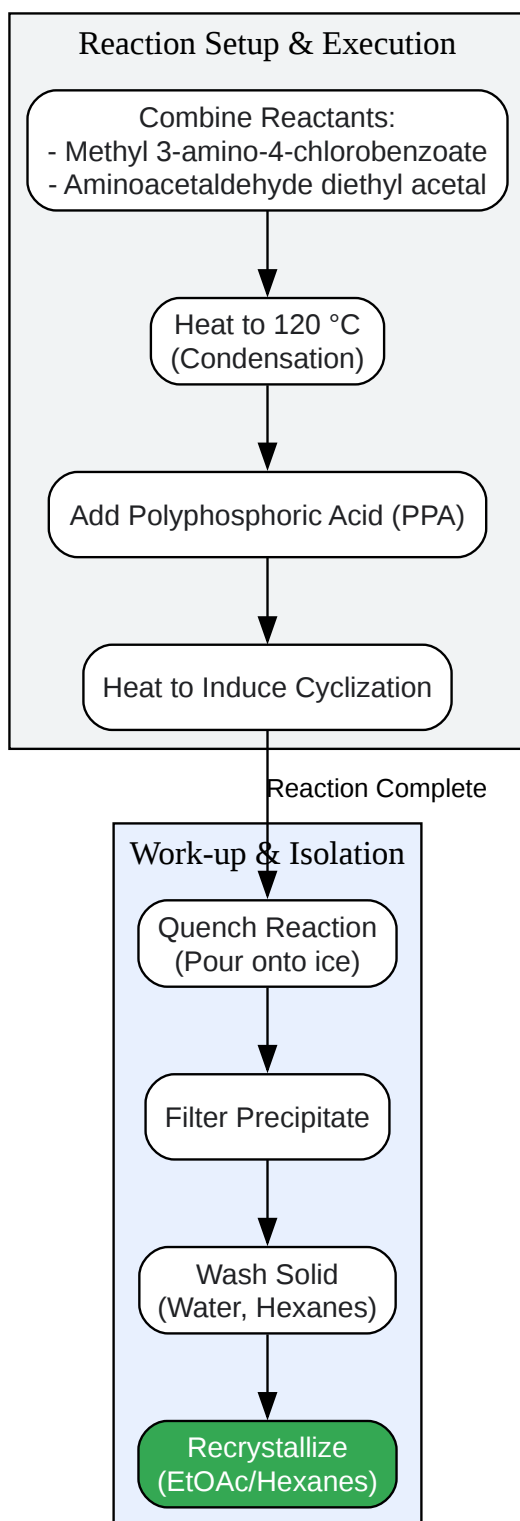 Reaction Setup & Execution
Combine Reactants:
- Methyl 3-amino-4-chlorobenzoate
- Aminoacetaldehyde diethyl acetal
Heat to 120 °C
(Condensation)
Add Polyphosphoric Acid (PPA)
Heat to Induce Cyclization
Reaction Complete
Work-up & Isolation
Quench Reaction
(Pour onto ice)
Filter Precipitate
Wash Solid
(Water, Hexanes)
Recrystallize
(EtOAc/Hexanes)